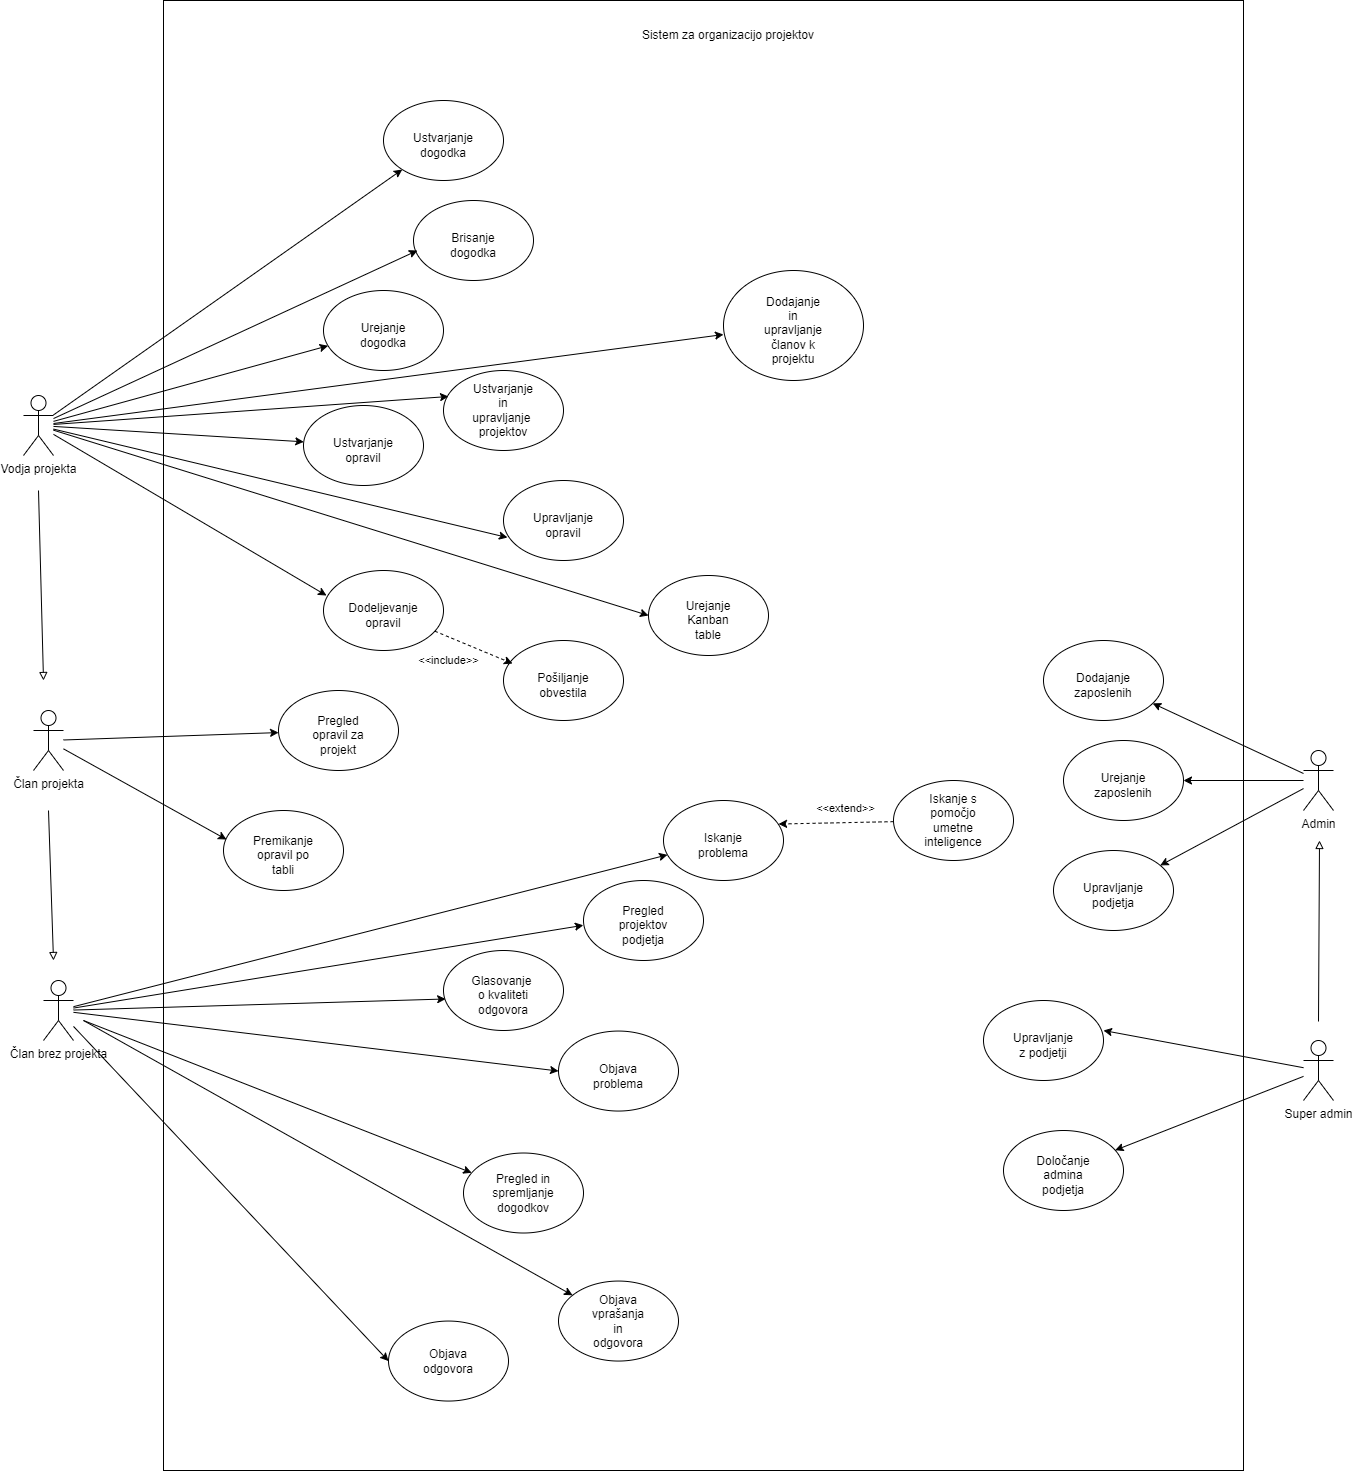 Sistem za organizacijo projektov
Ustvarjanje
dogodka
Brisanje
dogodka
Urejanje
dogodka
Dodajanje
in
upravljanje
članov k
projektu
Ustvarjanje
in
upravljanje
projektov
Ustvarjanje
opravil
Vodja projekta
Upravljanje
opravil
Dodeljevanje
opravil
Urejanje
Kanban
table
<<include>>
Pošiljanje
obvestila
Dodajanje
zaposlenih
Pregled
opravil za
projekt
Član projekta
Urejanje
zaposlenih
Admin
Premikanje
opravil po
tabli
Iskanje
problema
<<extend>>
Iskanje s
pomočjo
umetne
inteligence
Upravljanje
podjetja
Pregled
projektov
podjetja
Glasovanje
o kvaliteti
odgovora
Član brez projekta
Objava
problema
Upravljanje
z podjetji
Super admin
Pregled in
spremljanje
dogodkov
Določanje
admina
podjetja
Objava
vprašanja
in
odgovora
Objava
odgovora